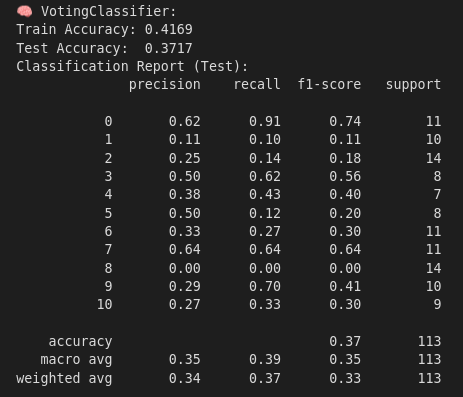 🧠 VotingClassifier:
Train Accuracy: 0.4169
Test Accuracy:  0.3717
Classification Report (Test):
              precision    recall  f1-score   support

           0       0.62      0.91      0.74        11
           1       0.11      0.10      0.11        10
           2       0.25      0.14      0.18        14
           3       0.50      0.62      0.56         8
           4       0.38      0.43      0.40         7
           5       0.50      0.12      0.20         8
           6       0.33      0.27      0.30        11
           7       0.64      0.64      0.64        11
           8       0.00      0.00      0.00        14
           9       0.29      0.70      0.41        10
          10       0.27      0.33      0.30         9

    accuracy                           0.37       113
   macro avg       0.35      0.39      0.35       113
weighted avg       0.34      0.37      0.33       113